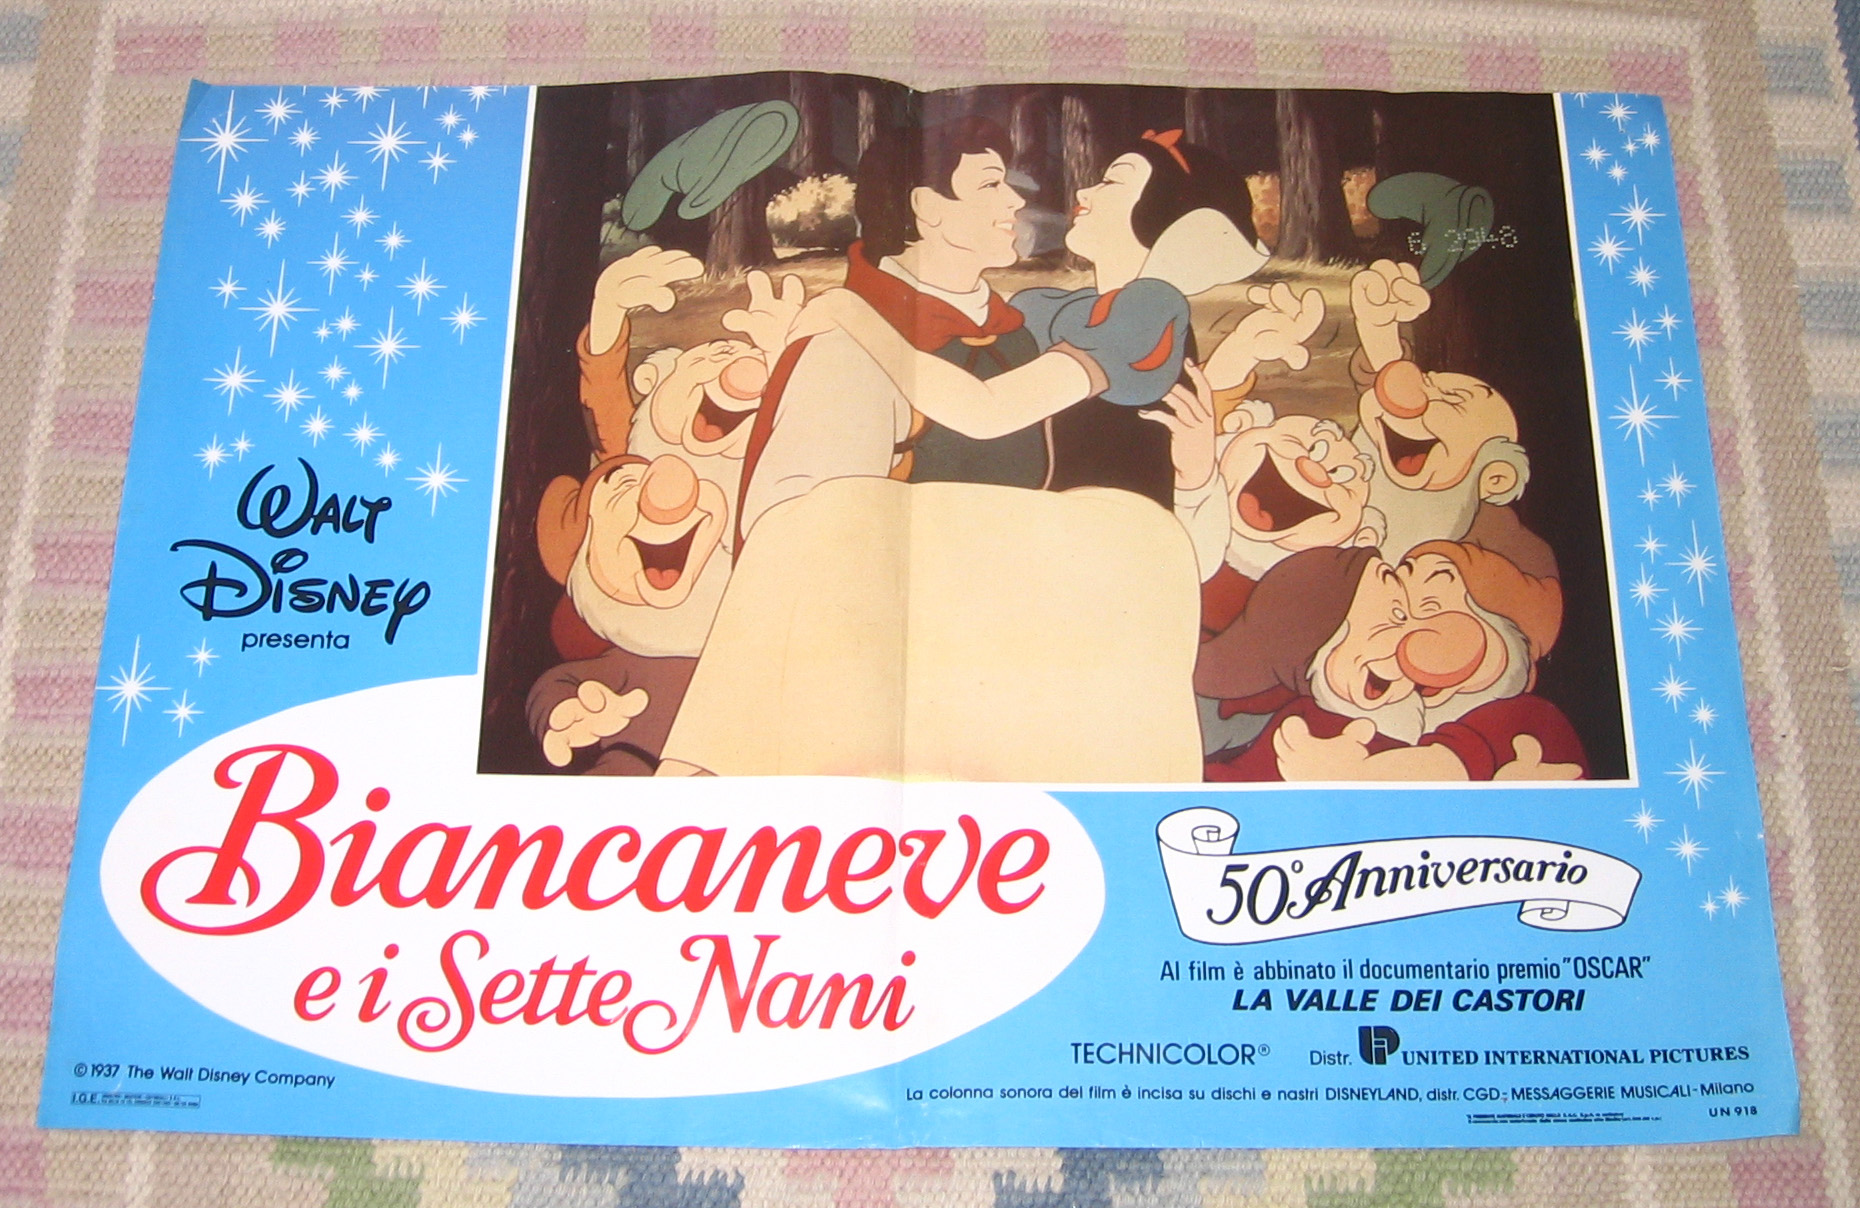 WALT
DISNEY
presenta
Biancaneve
e i Sette Nani
50° Anniversario
Al film è abbinato il documentario premio "OSCAR"
LA VALLE DEI CASTORI
TECHNICOLOR® Distr. UIP UNITED INTERNATIONAL PICTURES
© 1937 The Walt Disney Company
La colonna sonora del film è incisa su dischi e nastri DISNEYLAND, distr. CGD - MESSAGGERIE MUSICALI - Milano
I.G.E.
UN 918